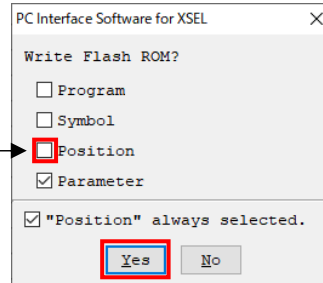 PC Interface Software for XSEL
Write Flash ROM?
Program
Symbol
Position
Parameter
"Position" always selected.
Yes No